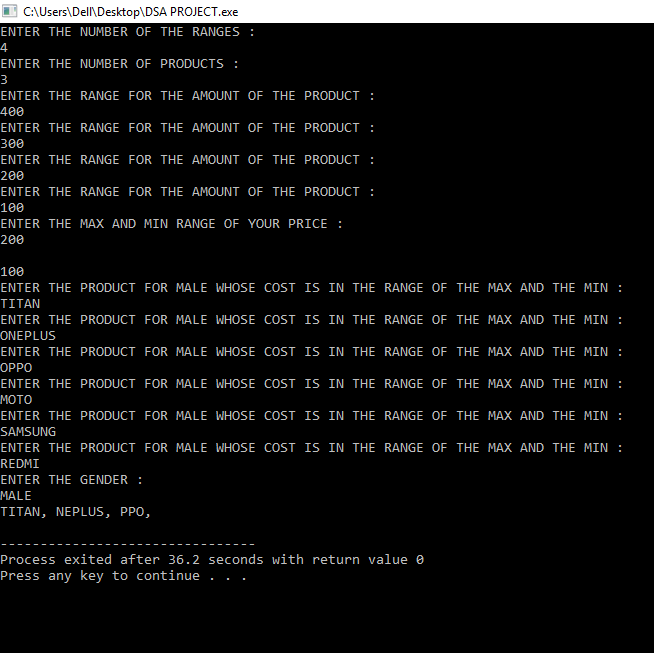 C:\Users\Dell\Desktop\DSA PROJECT.exe
ENTER THE NUMBER OF THE RANGES :
4
ENTER THE NUMBER OF PRODUCTS :
3
ENTER THE RANGE FOR THE AMOUNT OF THE PRODUCT :
400
ENTER THE RANGE FOR THE AMOUNT OF THE PRODUCT :
300
ENTER THE RANGE FOR THE AMOUNT OF THE PRODUCT :
200
ENTER THE RANGE FOR THE AMOUNT OF THE PRODUCT :
100
ENTER THE MAX AND MIN RANGE OF YOUR PRICE :
200
100
ENTER THE PRODUCT FOR MALE WHOSE COST IS IN THE RANGE OF THE MAX AND THE MIN :
TITAN
ENTER THE PRODUCT FOR MALE WHOSE COST IS IN THE RANGE OF THE MAX AND THE MIN :
ONEPLUS
ENTER THE PRODUCT FOR MALE WHOSE COST IS IN THE RANGE OF THE MAX AND THE MIN :
OPPO
ENTER THE PRODUCT FOR MALE WHOSE COST IS IN THE RANGE OF THE MAX AND THE MIN :
MOTO
ENTER THE PRODUCT FOR MALE WHOSE COST IS IN THE RANGE OF THE MAX AND THE MIN :
SAMSUNG
ENTER THE PRODUCT FOR MALE WHOSE COST IS IN THE RANGE OF THE MAX AND THE MIN :
REDMI
ENTER THE GENDER :
MALE
TITAN, NEPLUS, PPO,
--------------------------------
Process exited after 36.2 seconds with return value 0
Press any key to continue . . .